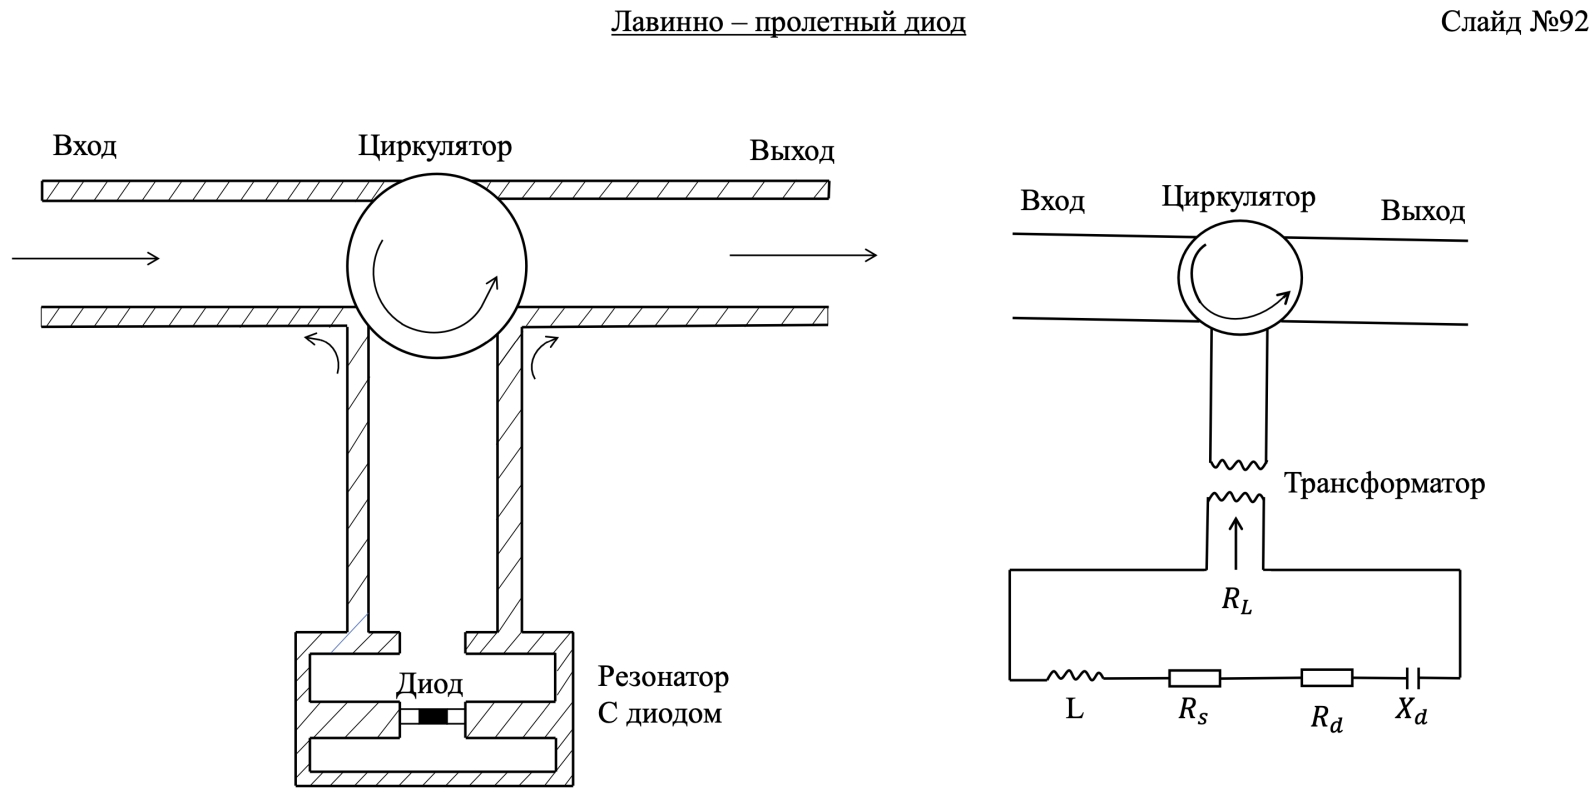 Лавинно – пролетный диод
Слайд №92
Вход
Циркулятор
Выход
Диод
Резонатор
С диодом
Вход
Циркулятор
Выход
Трансформатор
R_L
L
R_s
R_d
X_d